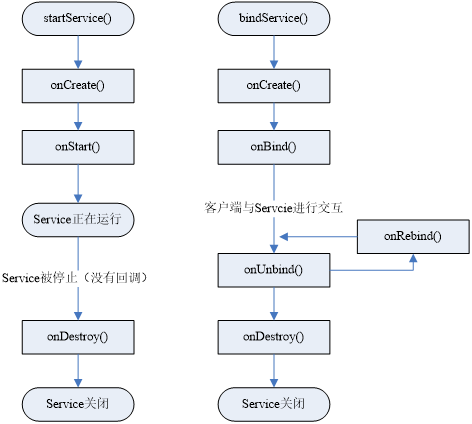 startService()
onCreate()
onStart()
Service正在运行
Service被停止（没有回调）
onDestroy()
Service关闭
bindService()
onCreate()
onBind()
客户端与Servcie进行交互
onRebind()
onUnbind()
onDestroy()
Service关闭